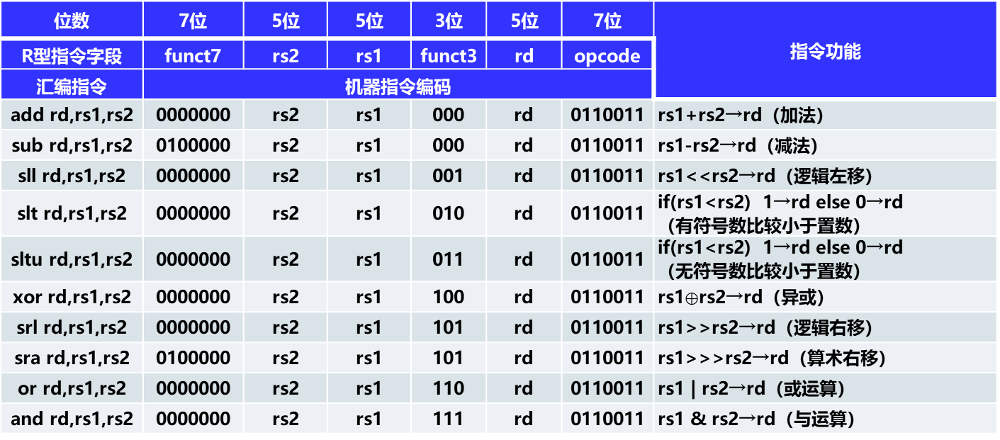 位数 7位 5位 5位 3位 5位 7位 指令功能
R型指令字段 funct7 rs2 rs1 funct3 rd opcode
汇编指令 机器指令编码
add rd,rs1,rs2 0000000 rs2 rs1 000 rd 0110011 rs1+rs2→rd（加法）
sub rd,rs1,rs2 0100000 rs2 rs1 000 rd 0110011 rs1-rs2→rd（减法）
sll rd,rs1,rs2 0000000 rs2 rs1 001 rd 0110011 rs1<<rs2→rd（逻辑左移）
slt rd,rs1,rs2 0000000 rs2 rs1 010 rd 0110011 if(rs1<rs2) 1→rd else 0→rd
（有符号数比较小于置数）
sltu rd,rs1,rs2 0000000 rs2 rs1 011 rd 0110011 if(rs1<rs2) 1→rd else 0→rd
（无符号数比较小于置数）
xor rd,rs1,rs2 0000000 rs2 rs1 100 rd 0110011 rs1⊕rs2→rd（异或）
srl rd,rs1,rs2 0000000 rs2 rs1 101 rd 0110011 rs1>>rs2→rd（逻辑右移）
sra rd,rs1,rs2 0100000 rs2 rs1 101 rd 0110011 rs1>>>rs2→rd（算术右移）
or rd,rs1,rs2 0000000 rs2 rs1 110 rd 0110011 rs1 | rs2→rd（或运算）
and rd,rs1,rs2 0000000 rs2 rs1 111 rd 0110011 rs1 & rs2→rd（与运算）